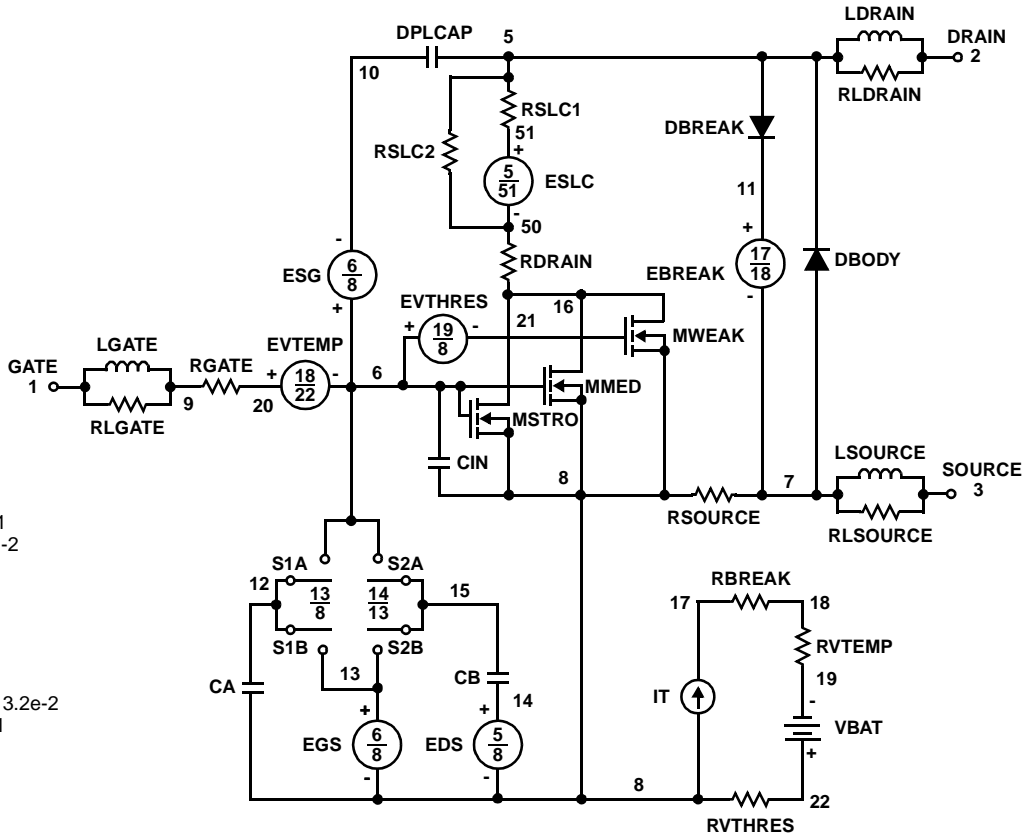 LDRAIN
DPLCAP 5 DRAIN
2
10
RLDRAIN
RSLC1
DBREAK
51
+
RSLC2
5
51
ESLC
11
-
50
+
-
17
18
RDRAIN
6
8
EBREAK
DBODY
ESG
-
EVTHRES
+
16
21
+ 19
8 -
MWEAK
LGATE
EVTEMP
GATE
1
RGATE
+ 18
22 -
6
MMED
9
20
RLGATE
MSTRO
LSOURCE
CIN
8
7
SOURCE
3
RSOURCE
RLSOURCE
-2
S1A
S2A
12
13
8
14
13
15
RBREAK
17
18
S1B
S2B
RVTEMP
13
CB
19
CA
14
IT
-
3.2e-2
+
+
VBAT
EGS
6
8
EDS
5
8
+
-
-
8
22
RVTHRES